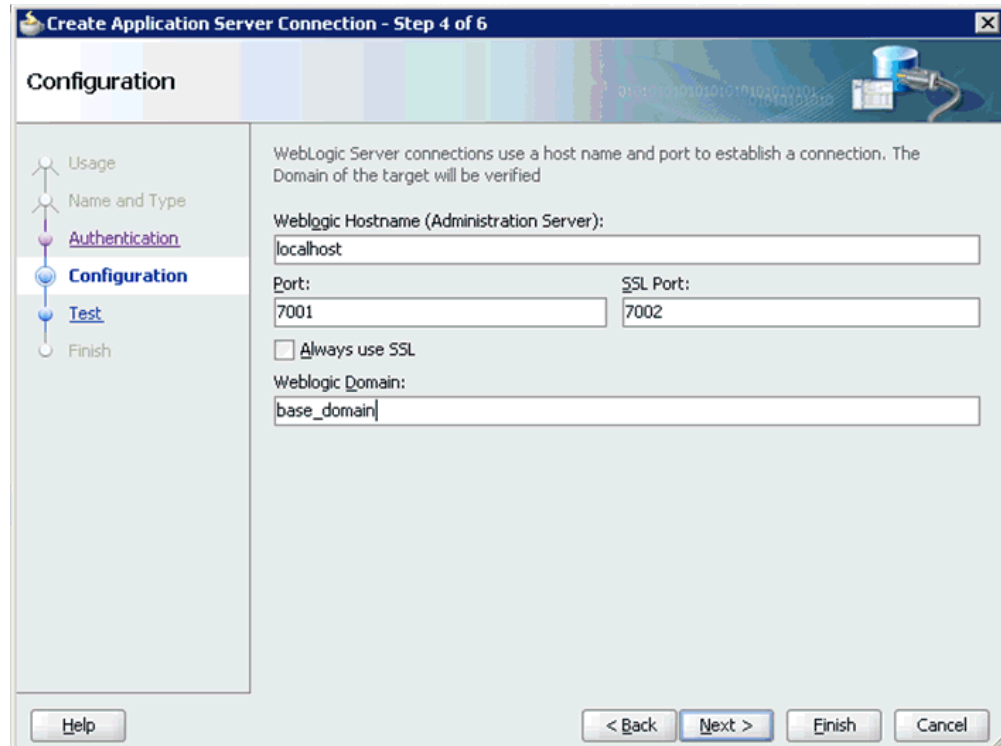 Create Application Server Connection - Step 4 of 6
Configuration
Usage
Name and Type
Authentication
Configuration
Test
Finish
WebLogic Server connections use a host name and port to establish a connection. The
Domain of the target will be verified
Weblogic Hostname (Administration Server):
localhost
Port:
SSL Port:
7001
7002
Always use SSL
Weblogic Domain:
base_domain
Help
< Back
Next >
Finish
Cancel